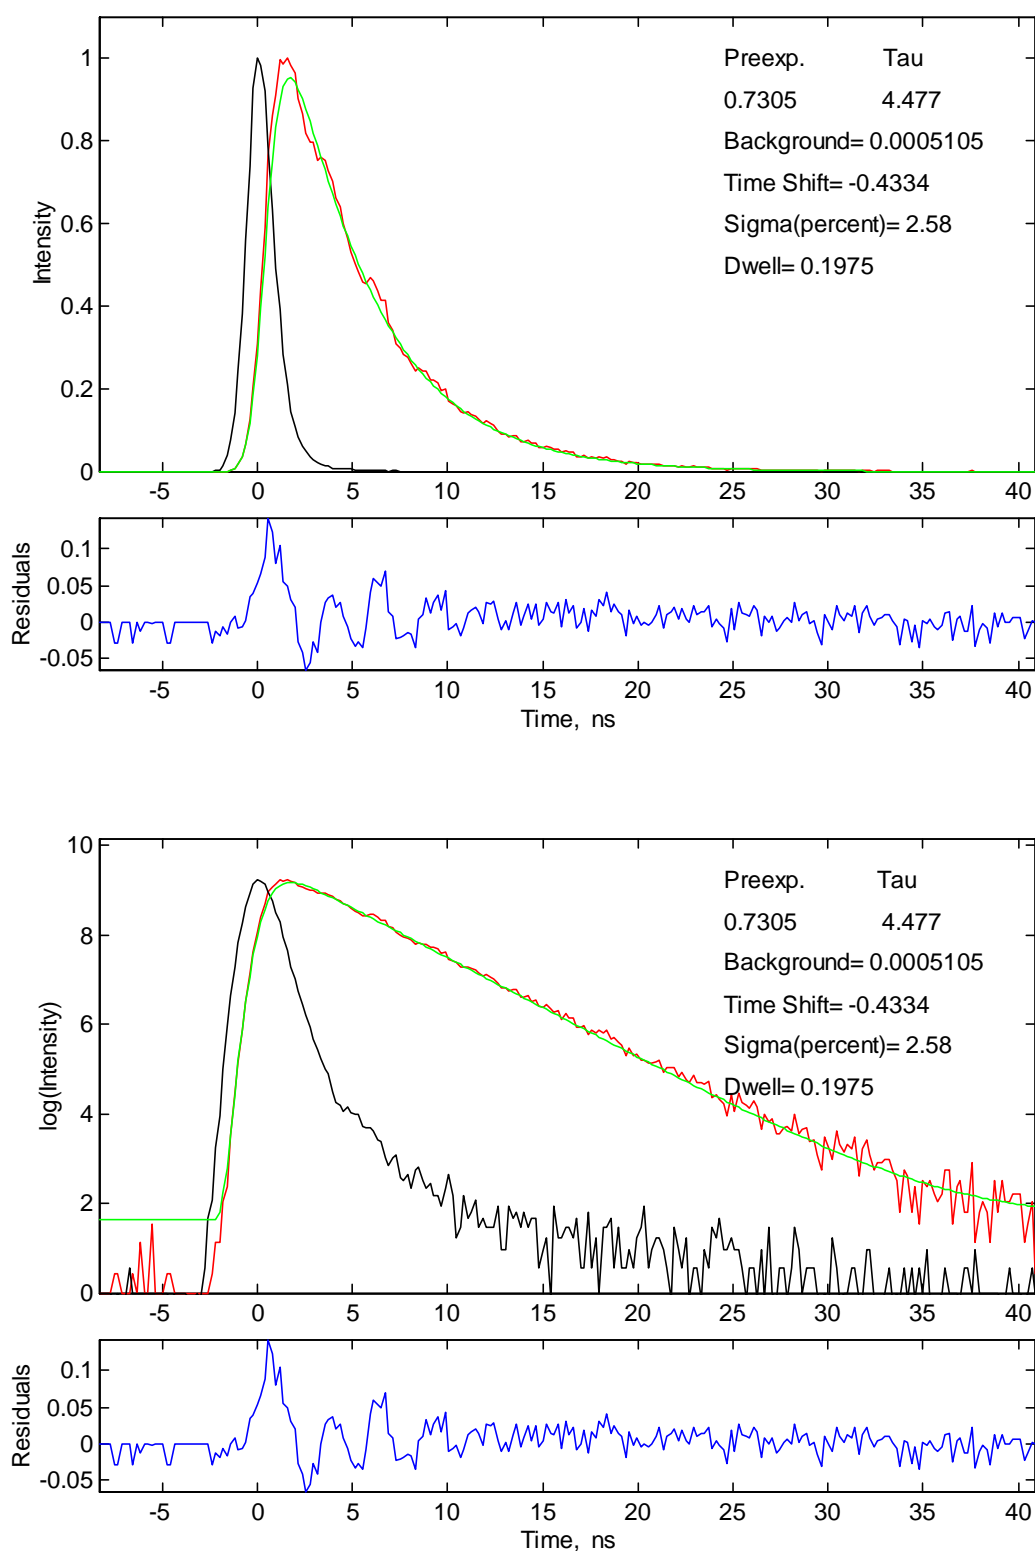 Intensity
1
0.8
0.6
0.4
0.2
0
Preexp. Tau
0.7305 4.477
Background= 0.0005105
Time Shift= -0.4334
Sigma(percent)= 2.58
Dwell= 0.1975
-5 0 5 10 15 20 25 30 35 40
Residuals
0.1
0.05
0
-0.05
-5 0 5 10 15 20 25 30 35 40
Time, ns
log(Intensity)
10
8
6
4
2
0
Preexp. Tau
0.7305 4.477
Background= 0.0005105
Time Shift= -0.4334
Sigma(percent)= 2.58
Dwell= 0.1975
-5 0 5 10 15 20 25 30 35 40
Residuals
0.1
0.05
0
-0.05
-5 0 5 10 15 20 25 30 35 40
Time, ns